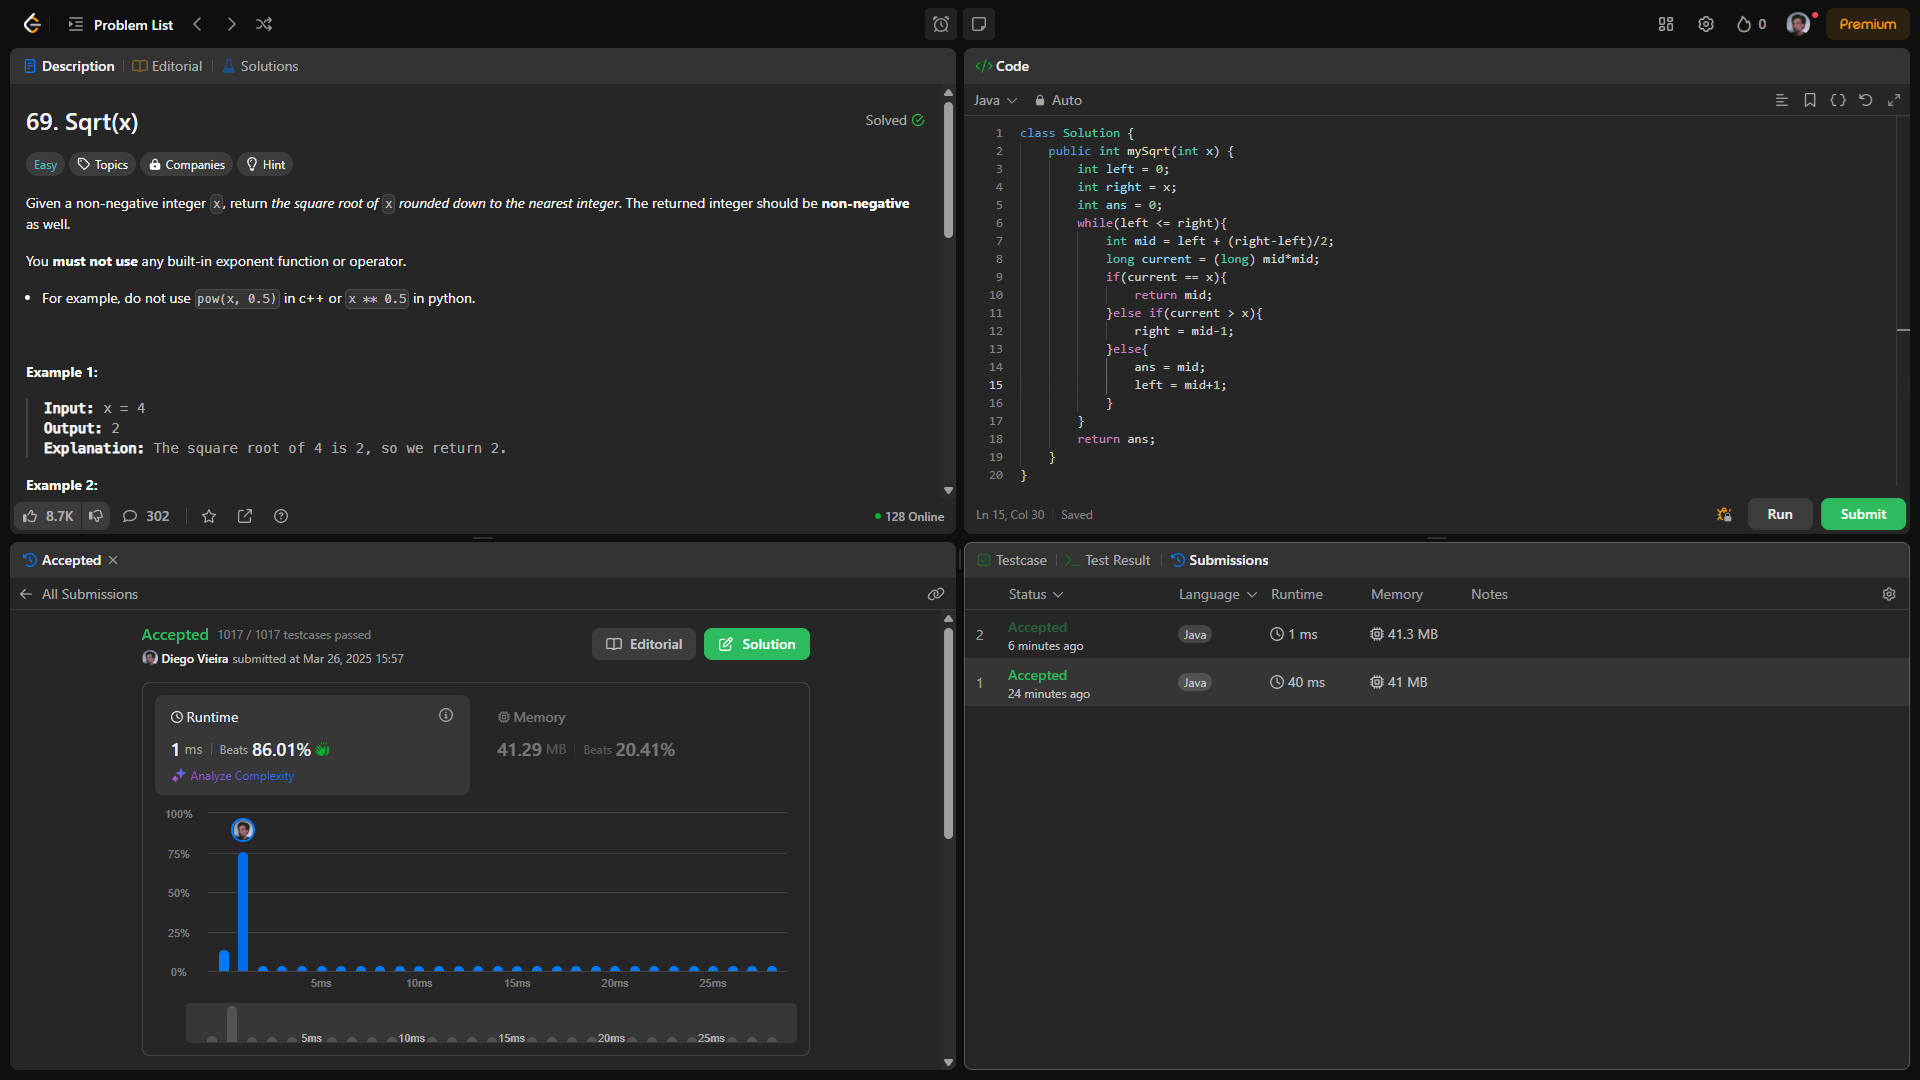 Problem List
0
Premium
Description
Editorial
Solutions
69. Sqrt(x)
Solved
Easy
Topics
Companies
Hint
Given a non-negative integer x, return the square root of x rounded down to the nearest integer. The returned integer should be non-negative
as well.
You must not use any built-in exponent function or operator.
• For example, do not use pow(x, 0.5) in c++ or x ** 0.5 in python.
Example 1:
Input: x = 4
Output: 2
Explanation: The square root of 4 is 2, so we return 2.
Example 2:
8.7K
302
128 Online
</> Code
Java
Auto
1 class Solution {
2     public int mySqrt(int x) {
3         int left = 0;
4         int right = x;
5         int ans = 0;
6         while(left <= right){
7             int mid = left + (right-left)/2;
8             long current = (long) mid*mid;
9             if(current == x){
10                 return mid;
11             }else if(current > x){
12                 right = mid-1;
13             }else{
14                 ans = mid;
15                 left = mid+1;
16             }
17         }
18         return ans;
19     }
20 }
Ln 15, Col 30
Saved
Run
Submit
Accepted
All Submissions
Accepted 1017 / 1017 testcases passed
Diego Vieira submitted at Mar 26, 2025 15:57
Editorial
Solution
Runtime
1 ms | Beats 86.01%
Analyze Complexity
Memory
41.29 MB | Beats 20.41%
100%
75%
50%
25%
0%
5ms 10ms 15ms 20ms 25ms
5ms 10ms 15ms 20ms 25ms
Testcase
Test Result
Submissions
Status Language Runtime Memory Notes
2 Accepted Java 1 ms 41.3 MB
6 minutes ago
1 Accepted Java 40 ms 41 MB
24 minutes ago